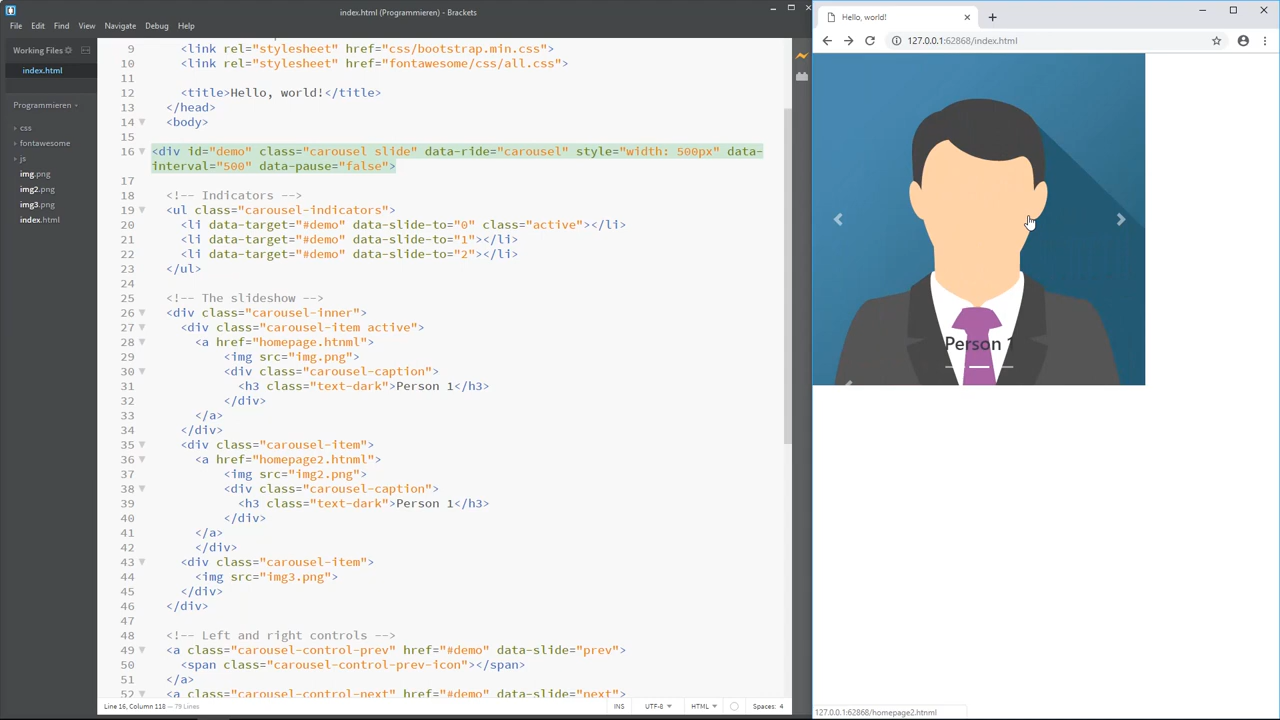 index.html (Programmieren) - Brackets
File Edit Find View Navigate Debug Help
Working Files
index.html
Programmieren
css
fontawesome
js
img.png
img2.png
img3.png
index.html
9 <link rel="stylesheet" href="css/bootstrap.min.css">
10 <link rel="stylesheet" href="fontawesome/css/all.css">
11
12 <title>Hello, world!</title>
13 </head>
14 <body>
15
16 <div id="demo" class="carousel slide" data-ride="carousel" style="width: 500px" data-
interval="500" data-pause="false">
17
18 <!-- Indicators -->
19 <ul class="carousel-indicators">
20 <li data-target="#demo" data-slide-to="0" class="active"></li>
21 <li data-target="#demo" data-slide-to="1"></li>
22 <li data-target="#demo" data-slide-to="2"></li>
23 </ul>
24
25 <!-- The slideshow -->
26 <div class="carousel-inner">
27 <div class="carousel-item active">
28 <a href="homepage.htnml">
29 <img src="img.png">
30 <div class="carousel-caption">
31 <h3 class="text-dark">Person 1</h3>
32 </div>
33 </a>
34 </div>
35 <div class="carousel-item">
36 <a href="homepage2.htnml">
37 <img src="img2.png">
38 <div class="carousel-caption">
39 <h3 class="text-dark">Person 1</h3>
40 </div>
41 </a>
42 </div>
43 <div class="carousel-item">
44 <img src="img3.png">
45 </div>
46 </div>
47
48 <!-- Left and right controls -->
49 <a class="carousel-control-prev" href="#demo" data-slide="prev">
50 <span class="carousel-control-prev-icon"></span>
51 </a>
52 <a class="carousel-control-next" href="#demo" data-slide="next">
Line 16, Column 118 — 79 Lines
INS UTF-8 HTML Spaces: 4
Hello, world!
127.0.0.1:62868/index.html
Person 1
127.0.0.1:62868/homepage2.htnml